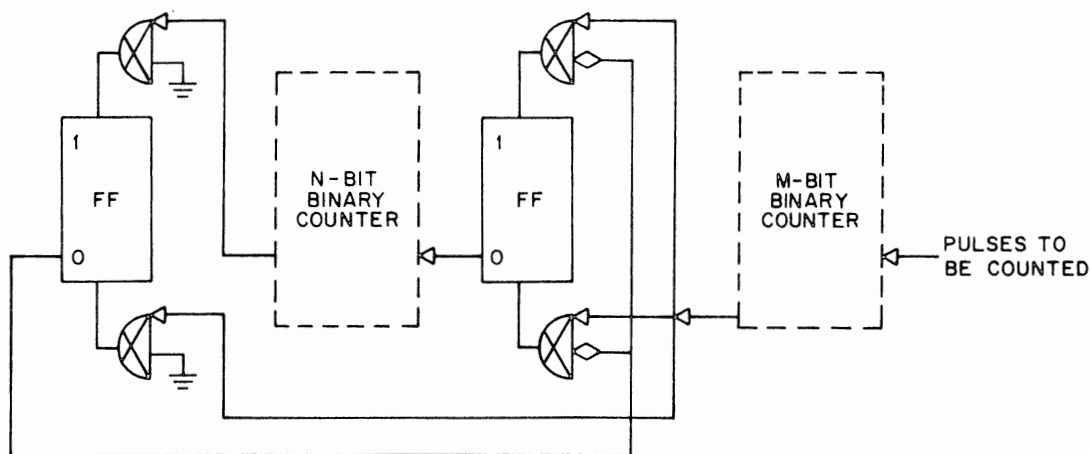 1
FF
0
N-BIT
BINARY
COUNTER
1
FF
0
M-BIT
BINARY
COUNTER
PULSES TO
BE COUNTED